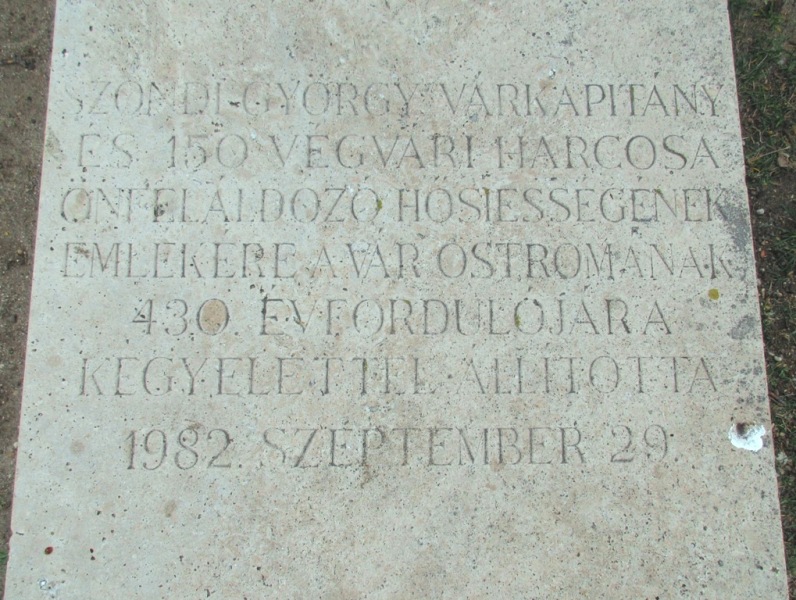 SZONDI GYÖRGY VÁRKAPITÁNY
ÉS 150 VÉGVÁRI HARCOSA
ÖNFELÁLDOZÓ HŐSIESSÉGÉNEK
EMLÉKÉRE A VÁR OSTROMÁNAK
430 ÉVFORDULÓJÁRA
KEGYELETTEL ÁLLÍTOTTA
1982. SZEPTEMBER 29.